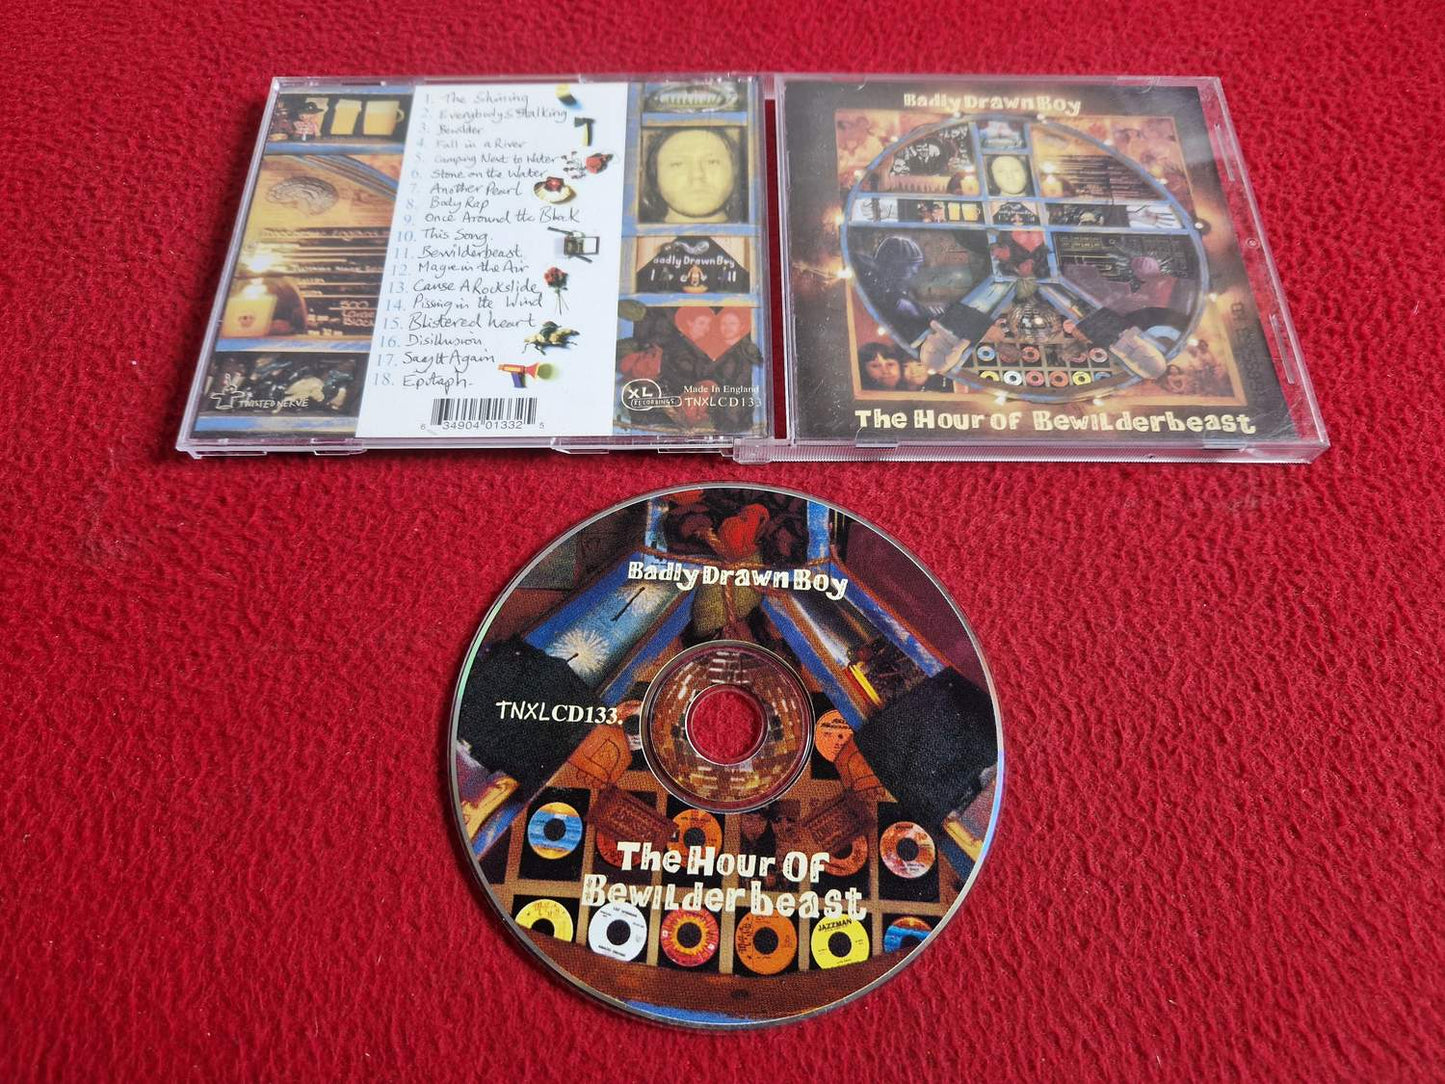 1. The Shining
2. Everybody's Stalking
3. Bewilder
4. Fall in a River
5. Camping Next to Water
6. Stone on the Water
7. Another Pearl
8. Body Rap
9. Once Around the Block
10. This Song.
11. Bewilderbeast.
12. Magic in the Air
13. Cause A Rockslide
14. Pissing in the Wind
15. Blistered heart
16. Disillusion
17. Say It Again
18. Epitaph.
TWISTED NERVE
6 34904 01332 5
Badly Drawn Boy
XL
RECORDINGS
Made In England
TNXLCD133
Badly Drawn Boy
The Hour Of Bewilderbeast
Badly Drawn Boy
TNXLCD133.
The Hour Of
Bewilderbeast
JAZZMAN